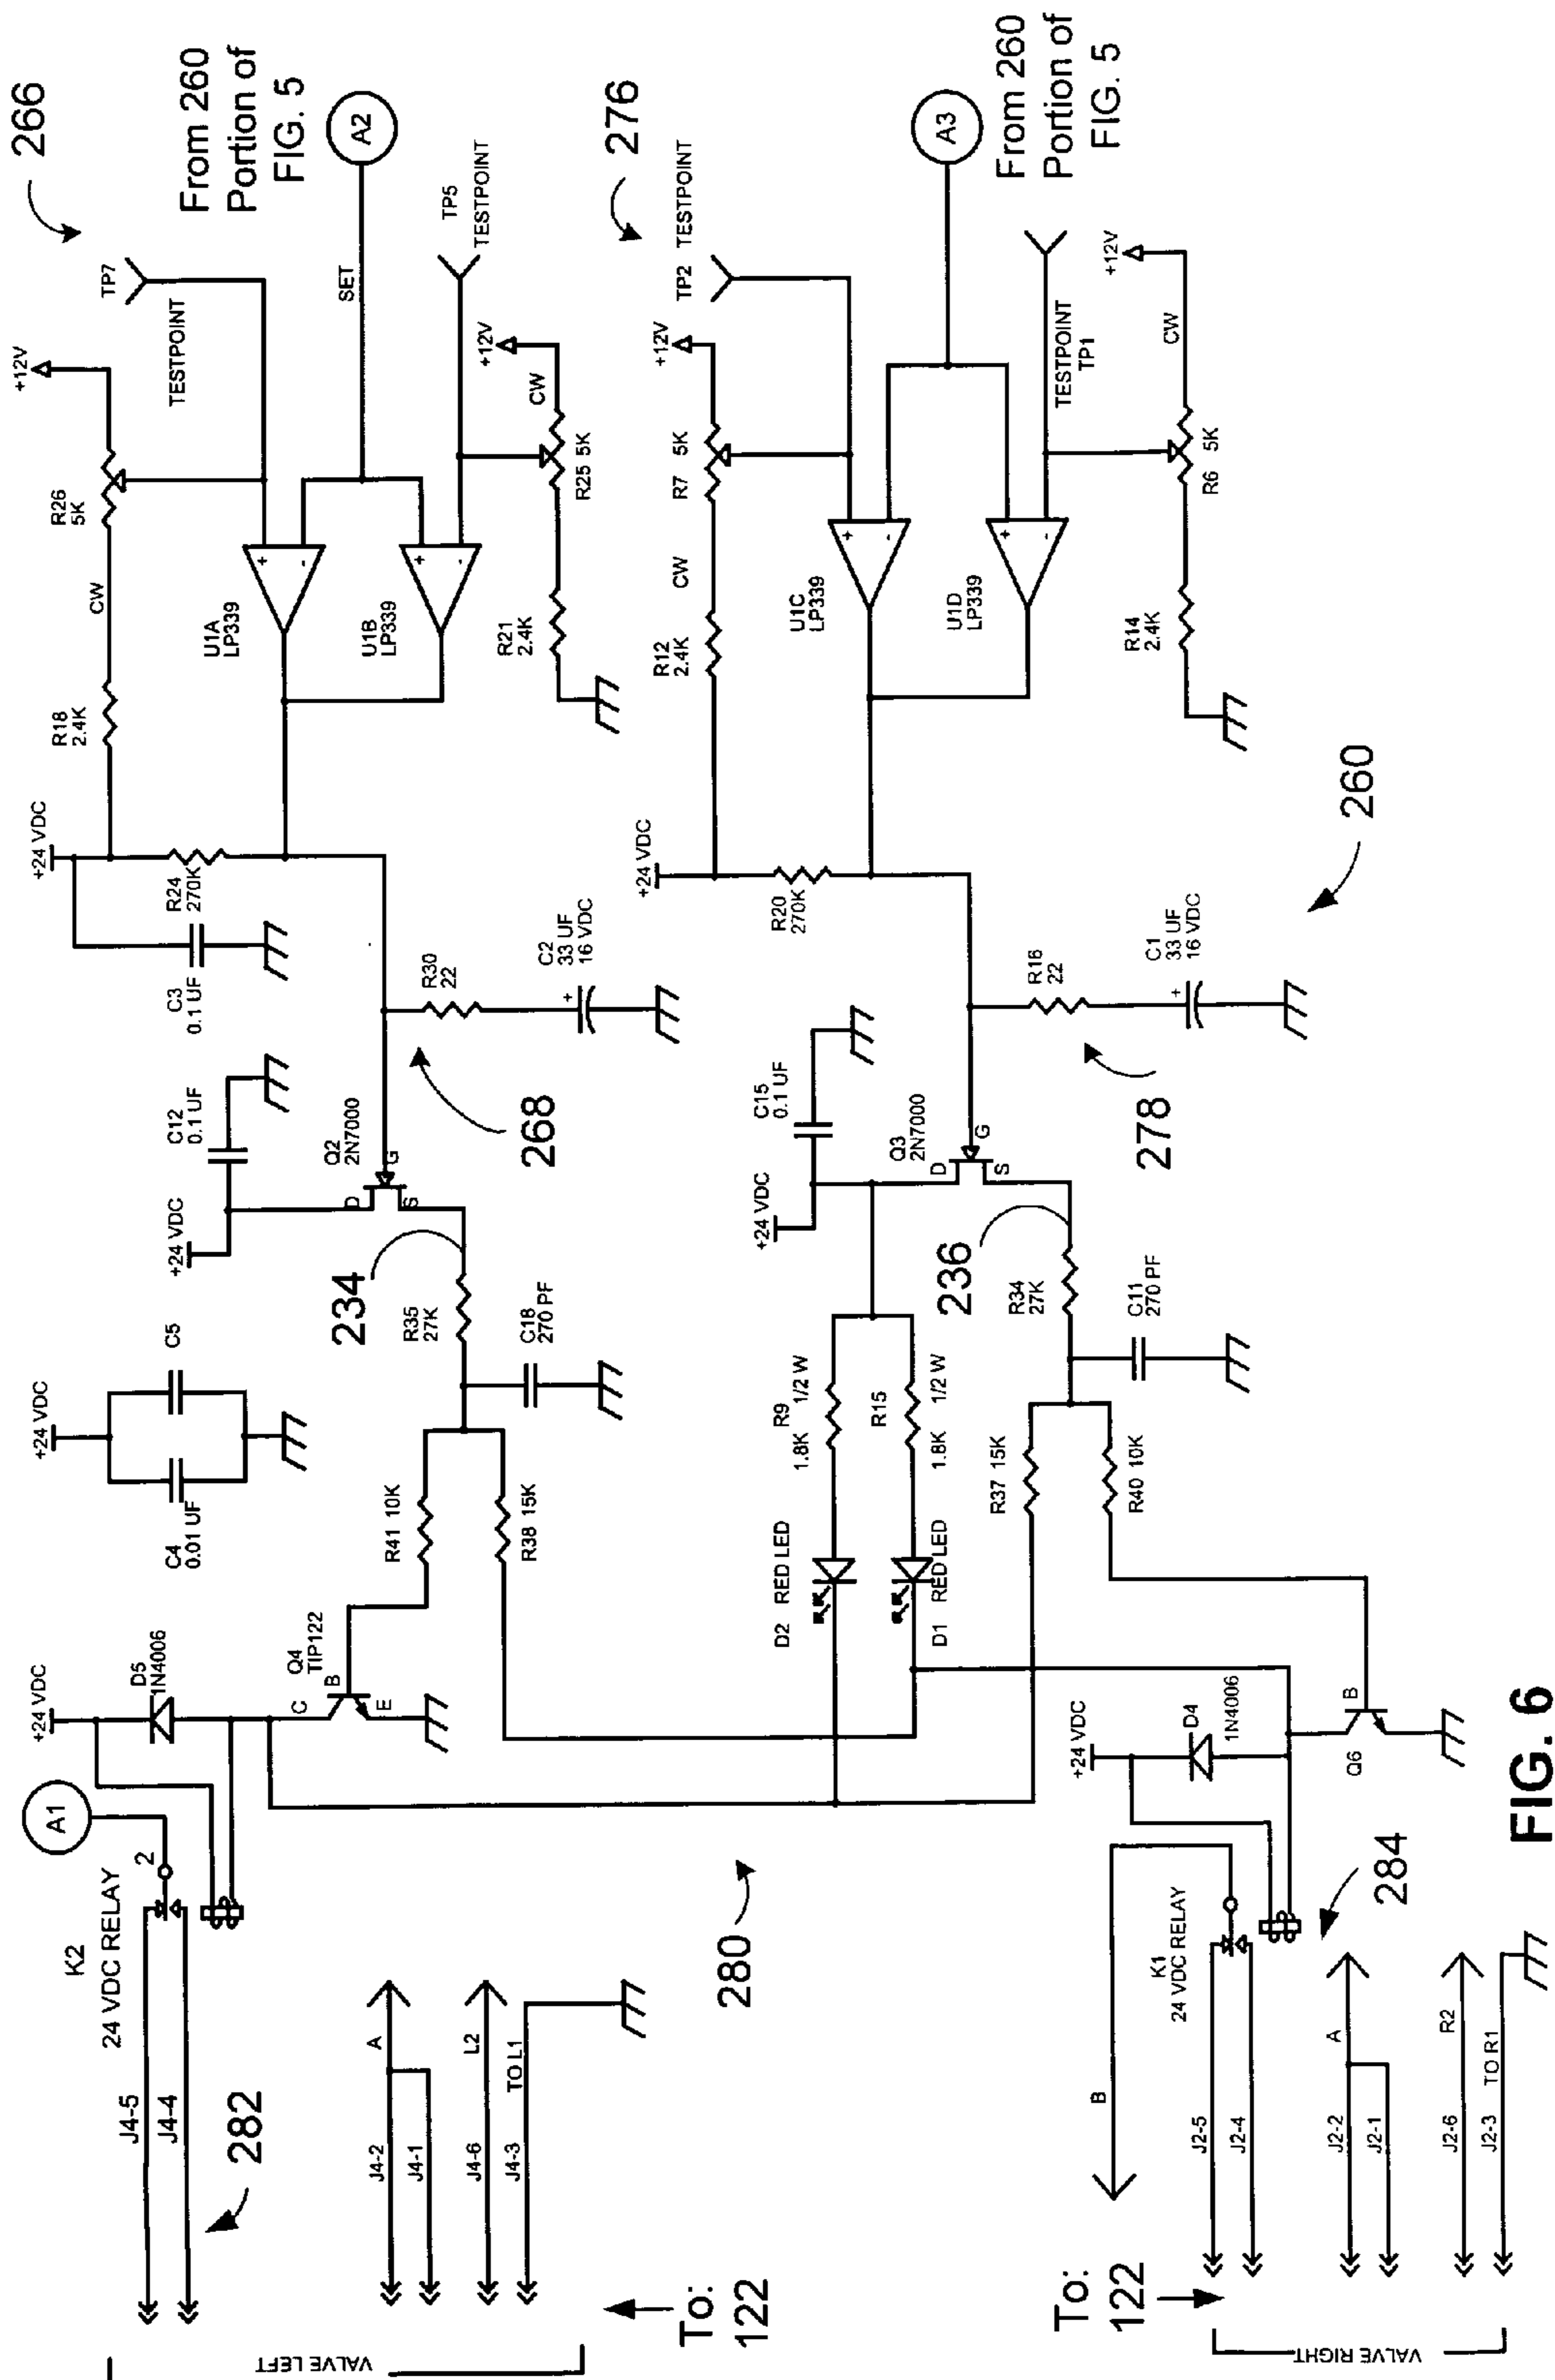 266
From 260
Portion of
FIG. 5
A2
TP7
TESTPOINT
SET
TP5
TESTPOINT
+12V
R26
5K
CW
R18
2.4K
+12V
CW
R25 5K
R21
2.4K
U1A
LP339
+
-
U1B
LP339
+
-
+24 VDC
R24
270K
C3
0.1 UF
R30
22
C2
33 UF
16 VDC
+
268
C12
0.1 UF
+24 VDC
Q2
2N7000
D
G
S
234
R35
27K
C18
270 PF
+24 VDC
C5
C4
0.01 UF
R41 10K
R38 15K
+24 VDC
D5
1N4006
Q4
TIP122
C
B
E
A1
2
K2
24 VDC RELAY
J4-5
J4-4
282
A
J4-2
J4-1
L2
J4-6
TO L1
J4-3
VALVE LEFT
To:
122
280
276
TP2 TESTPOINT
A3
From 260
Portion of
FIG. 5
+12V
R7 5K
CW
R12
2.4K
U1C
LP339
+
-
U1D
LP339
+
-
TESTPOINT
TP1
+12V
CW
R6 5K
R14
2.4K
260
+24 VDC
R20
270K
R16
22
C1
33 UF
16 VDC
+
278
C15
0.1 UF
+24 VDC
Q3
2N7000
D
G
S
236
R34
27K
C11
270 PF
R9 1/2 W
1.8K
R15
1.8K 1/2 W
D2 RED LED
D1 RED LED
R37 15K
R40 10K
+24 VDC
D4
1N4006
Q6
B
K1
24 VDC RELAY
284
B
J2-5
J2-4
A
J2-2
J2-1
R2
J2-6
TO R1
J2-3
VALVE RIGHT
To:
122
FIG. 6